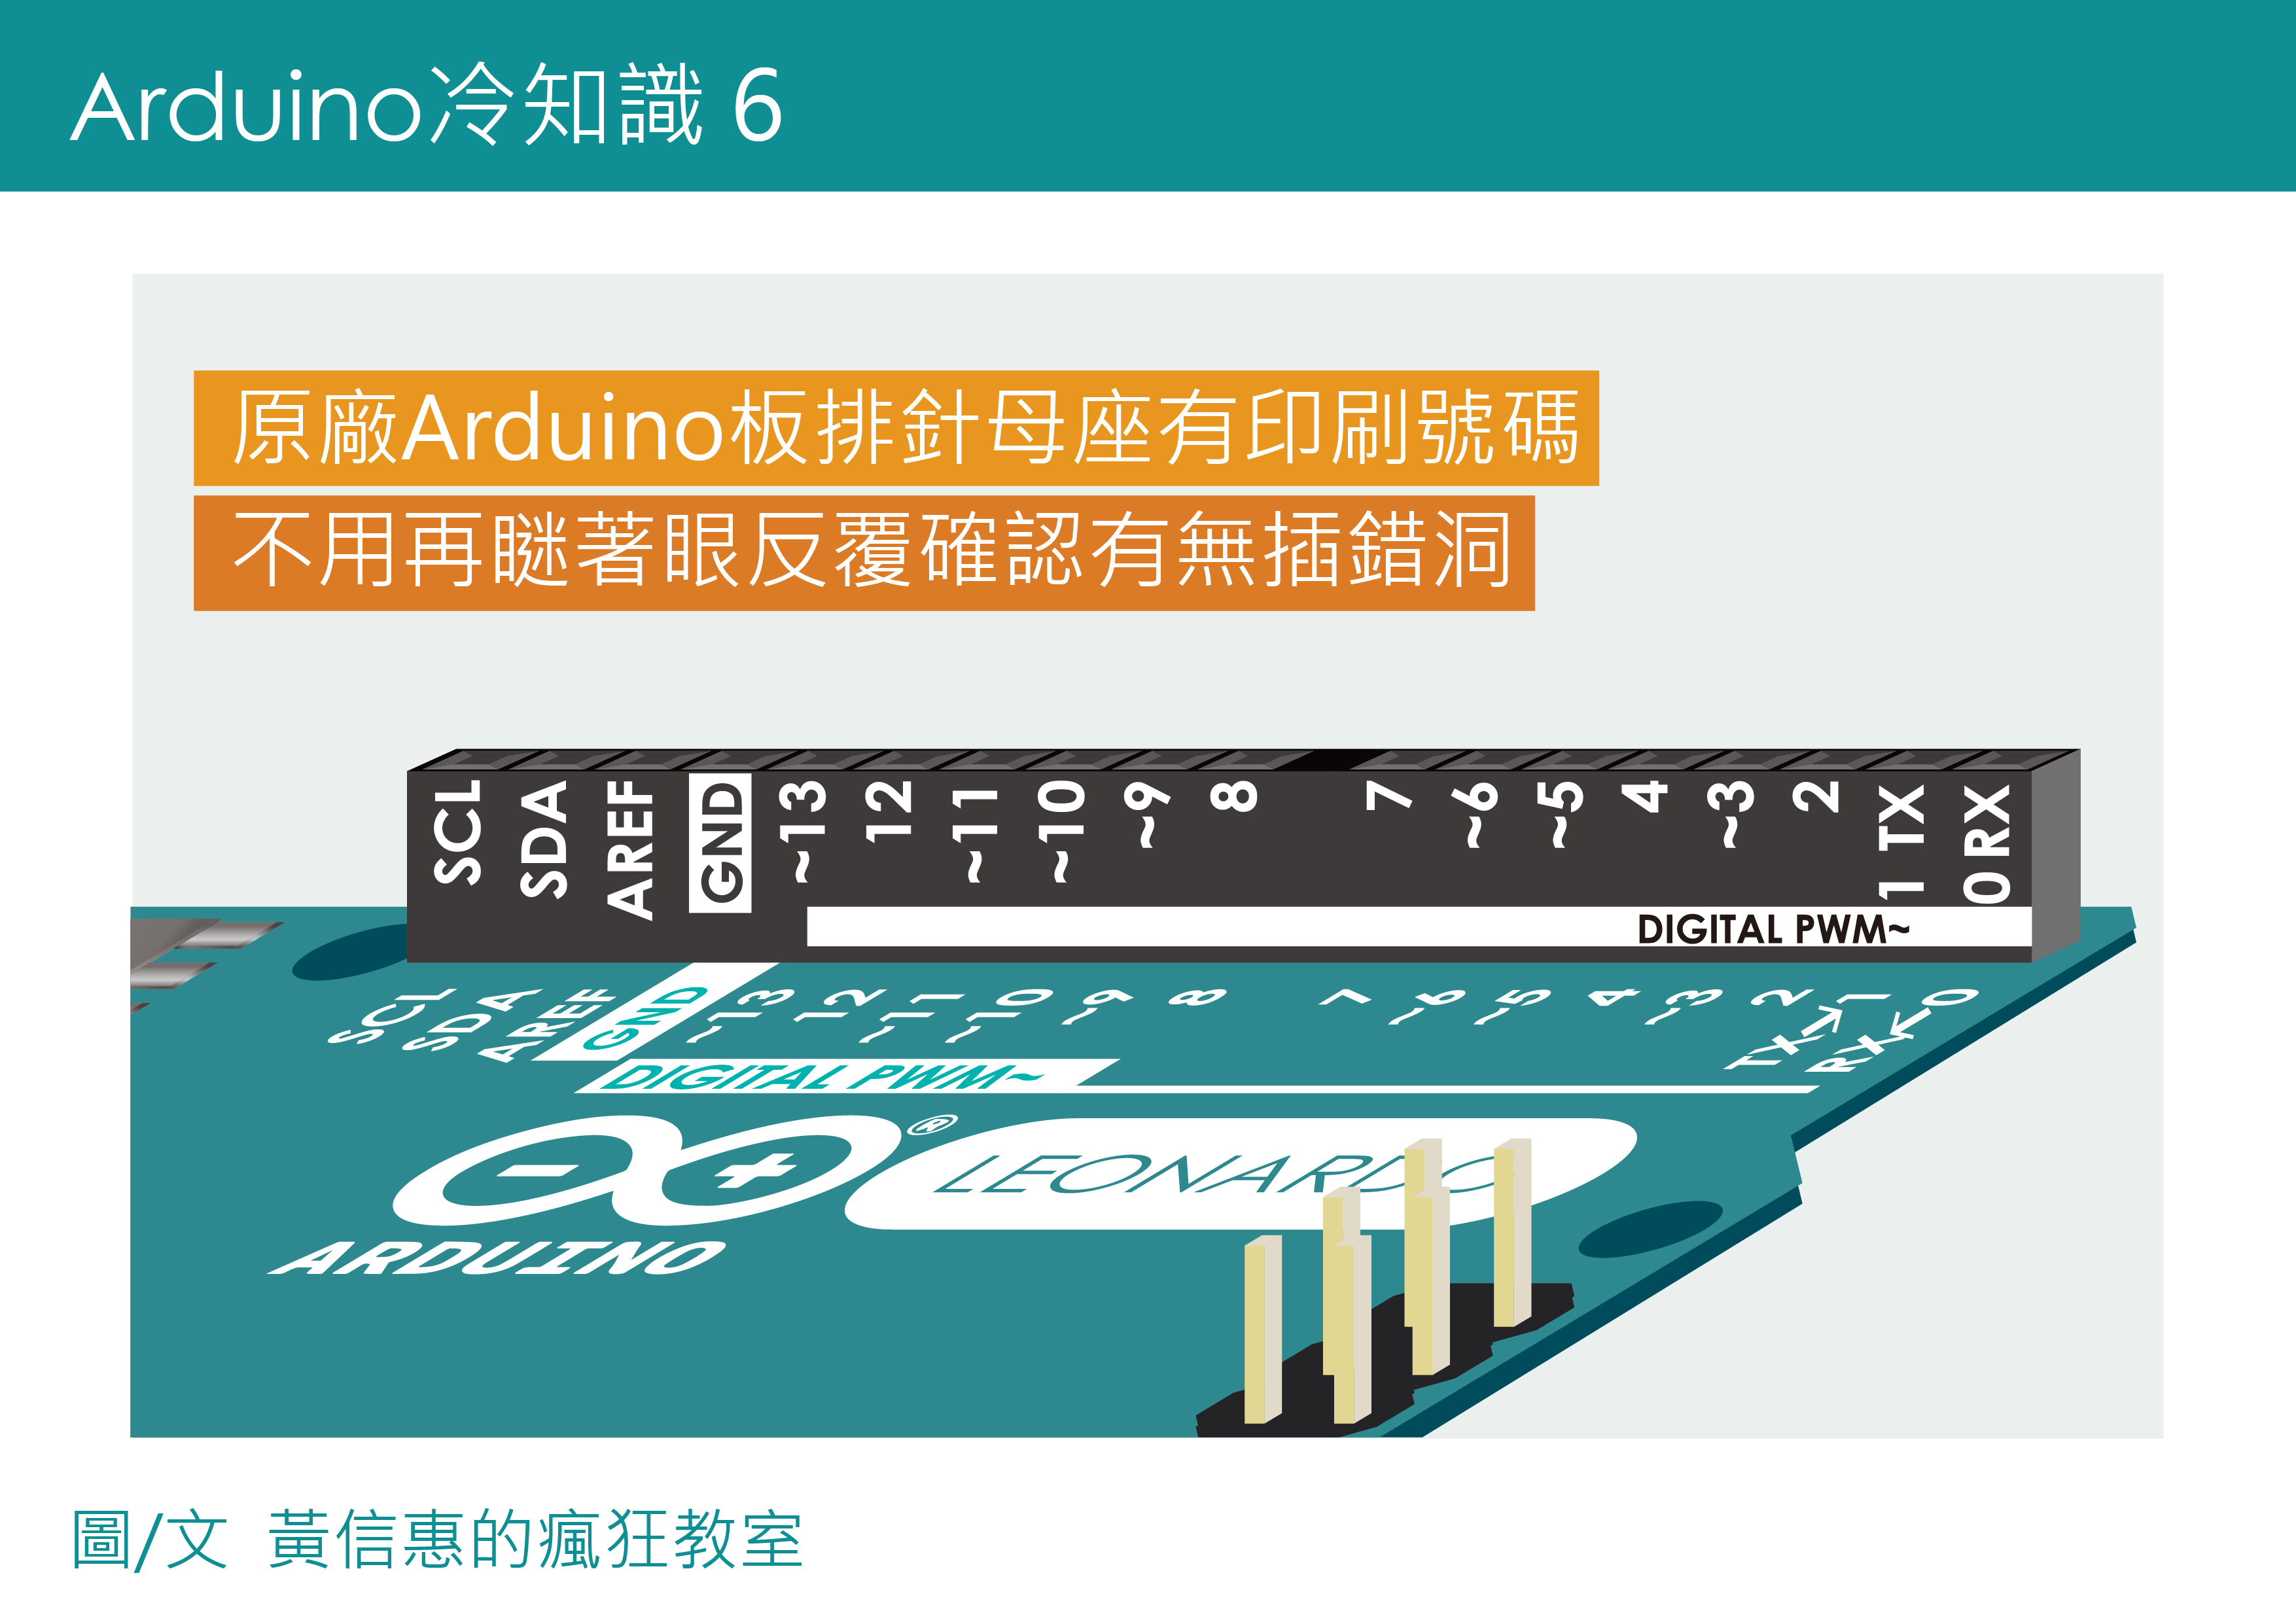 Arduino冷知識 6
原廠Arduino板排針母座有印刷號碼
不用再瞇著眼反覆確認有無插錯洞
SCL SDA AREF GND ~13 12 ~11 ~10 ~9 8 7 ~6 ~5 4 ~3 2 1 TX 0 RX
DIGITAL PWM~
SCL SDA AREF GND ~13 12 ~11 ~10 ~9 8 7 ~6 ~5 4 ~3 2 TX→1 RX←0
DIGITAL PWM~
- + ® LEONARDO
ARDUINO
圖/文 黃信惠的瘋狂教室